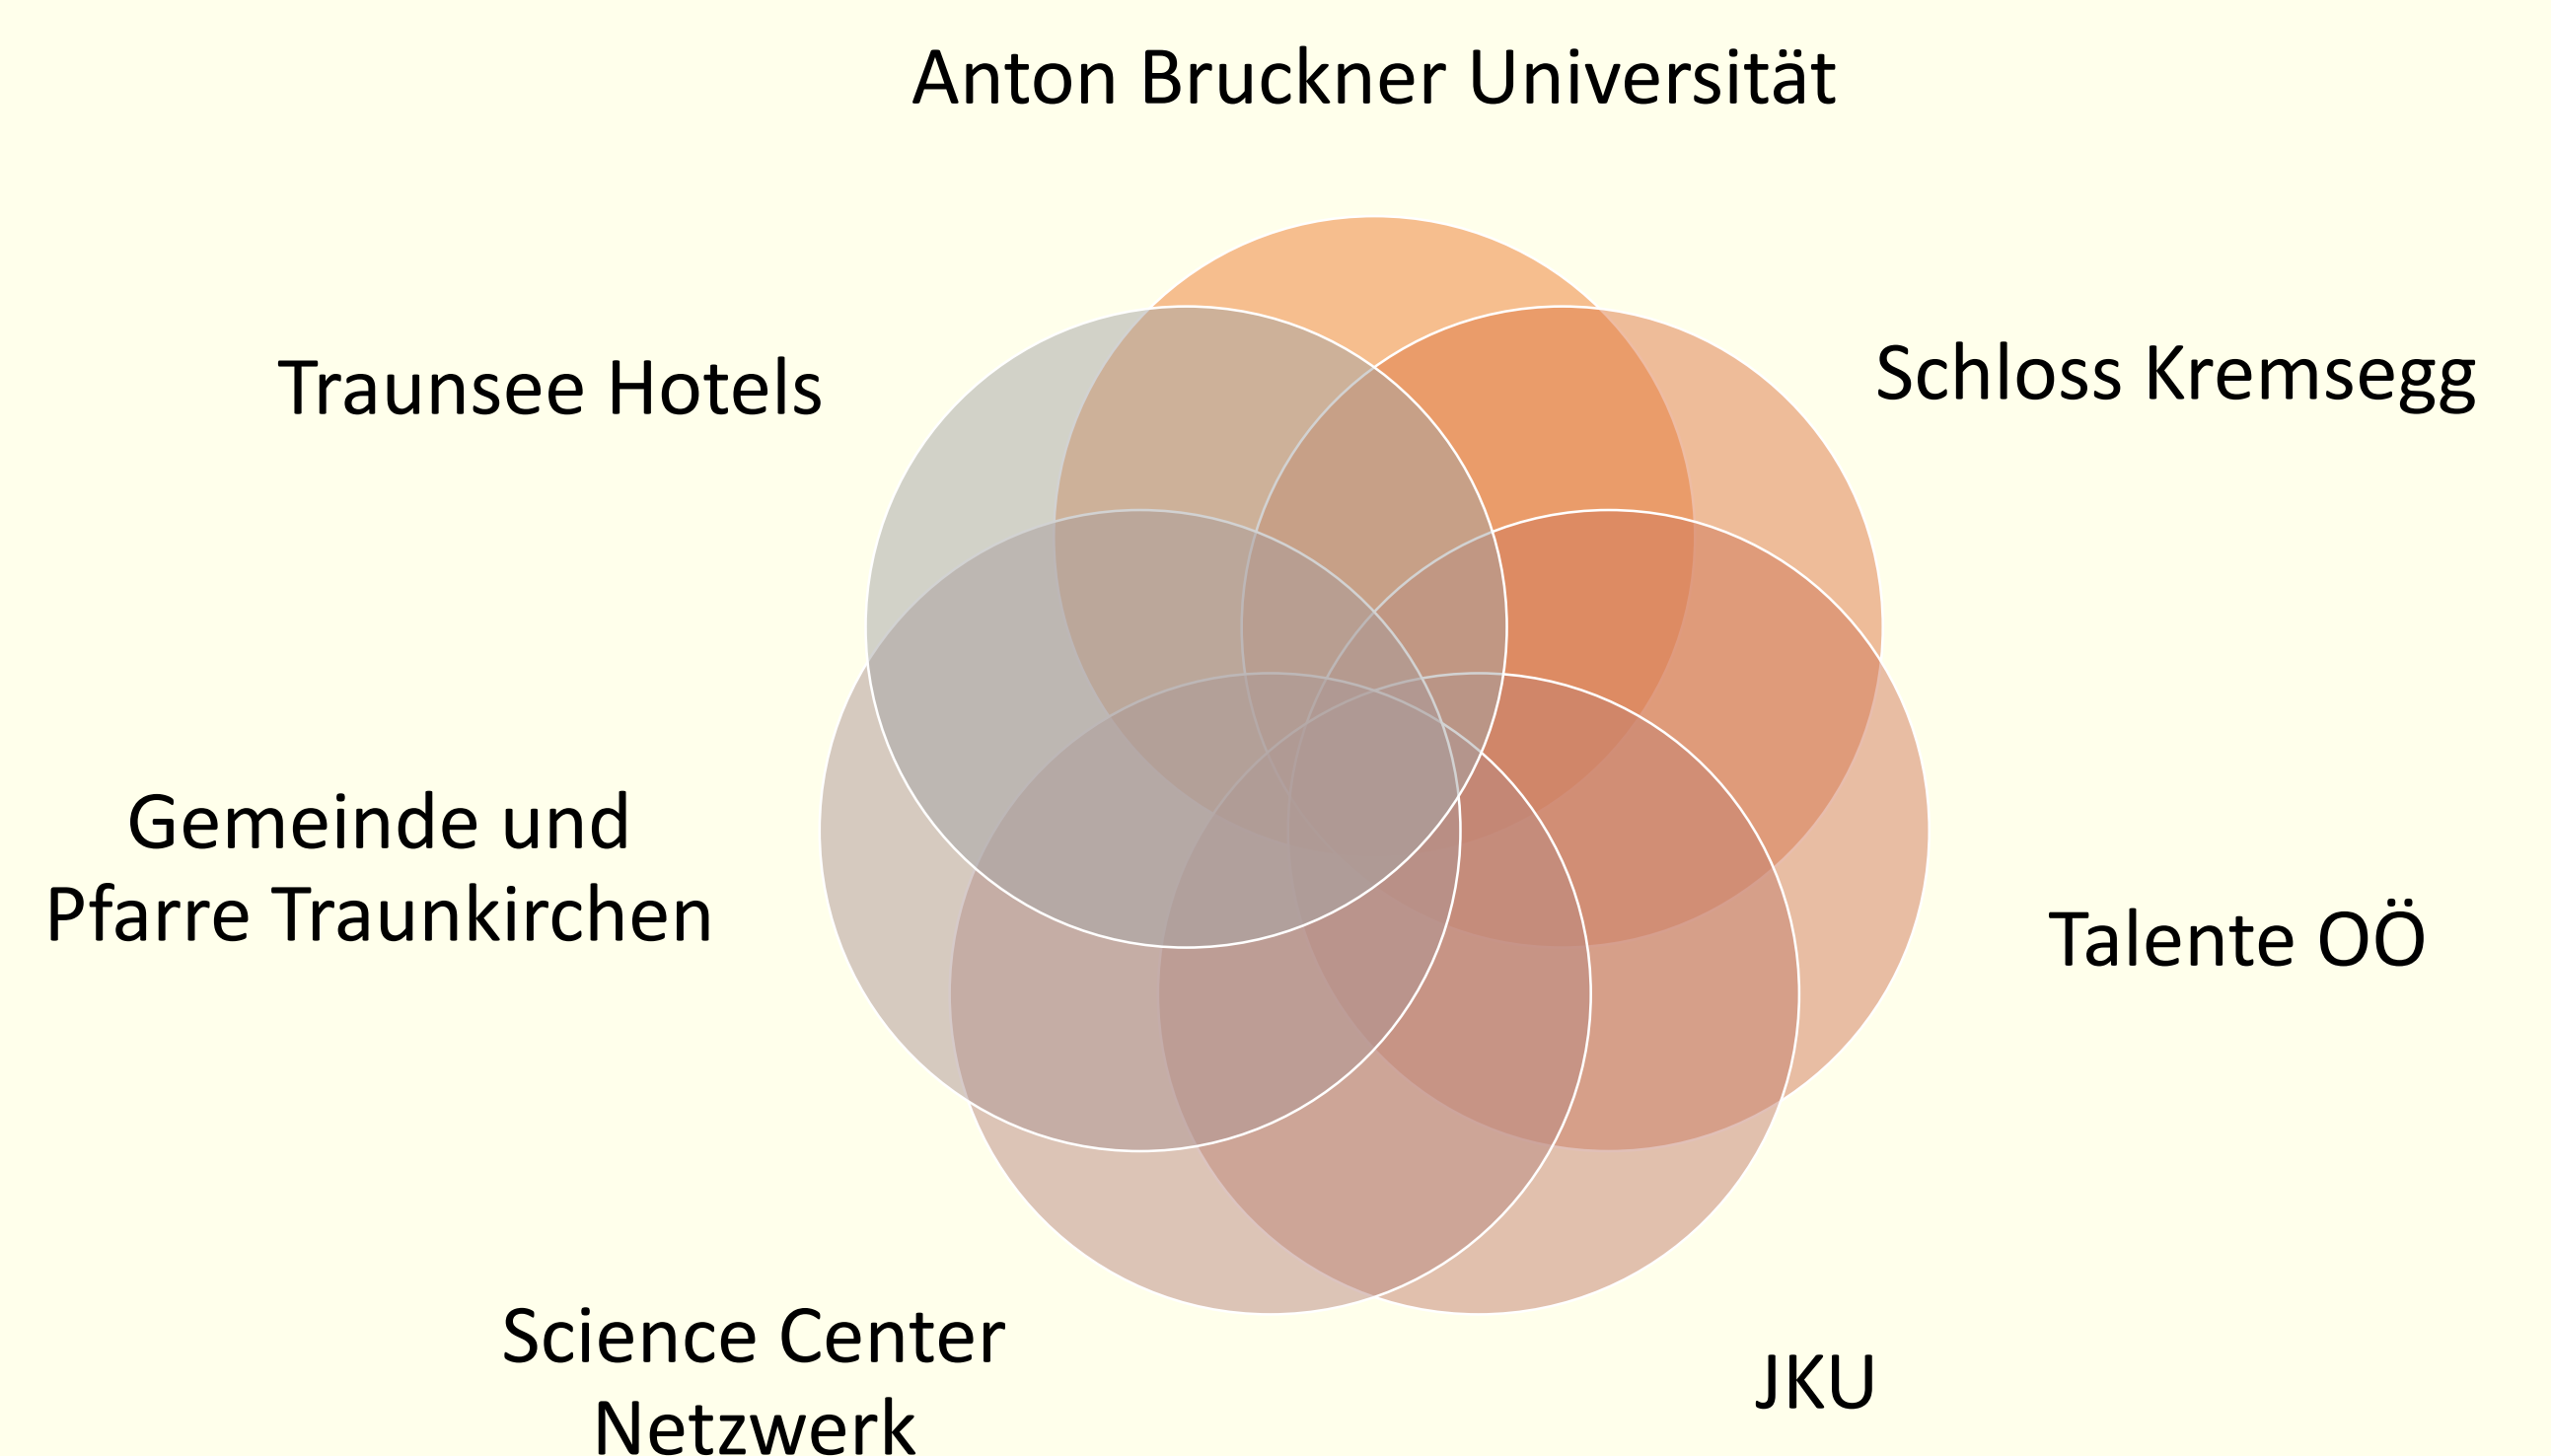 Anton Bruckner Universität
Schloss Kremsegg
Traunsee Hotels
Gemeinde und
Pfarre Traunkirchen
Talente OÖ
Science Center
Netzwerk
JKU